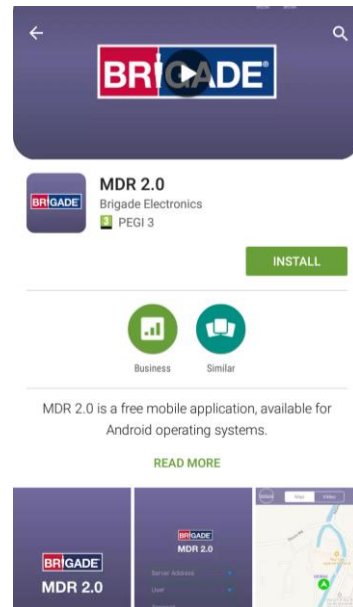 BRIGADE
BRIGADE
MDR 2.0
Brigade Electronics
3 PEGI 3
INSTALL
Business
Similar
MDR 2.0 is a free mobile application, available for
Android operating systems.
READ MORE
BRIGADE
MDR 2.0
BRIGADE
MDR 2.0
Server Address
User
Map
Video